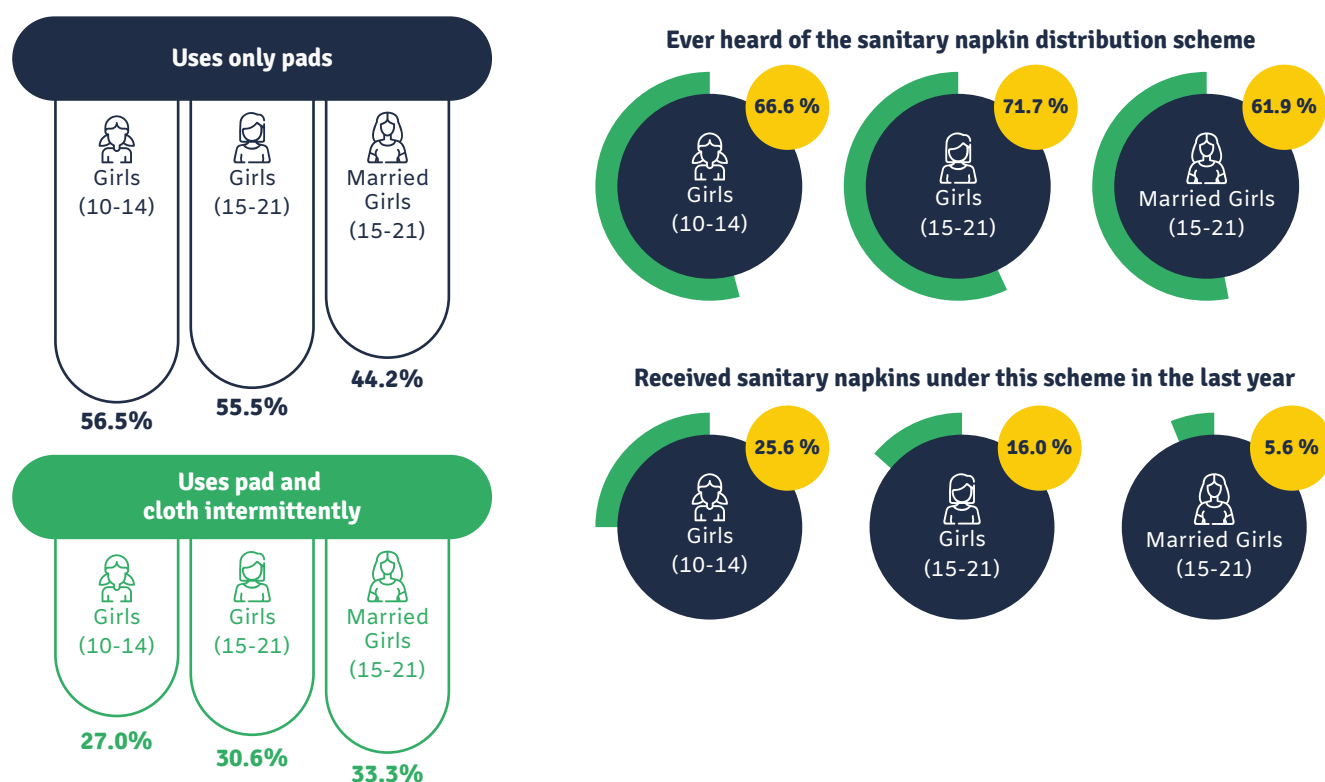 Uses only pads
Girls
(10-14)
56.5%
Girls
(15-21)
55.5%
Married
Girls
(15-21)
44.2%
Uses pad and
cloth intermittently
Girls
(10-14)
27.0%
Girls
(15-21)
30.6%
Married
Girls
(15-21)
33.3%
Ever heard of the sanitary napkin distribution scheme
66.6 %
Girls
(10-14)
71.7 %
Girls
(15-21)
61.9 %
Married Girls
(15-21)
Received sanitary napkins under this scheme in the last year
25.6 %
Girls
(10-14)
16.0 %
Girls
(15-21)
5.6 %
Married Girls
(15-21)